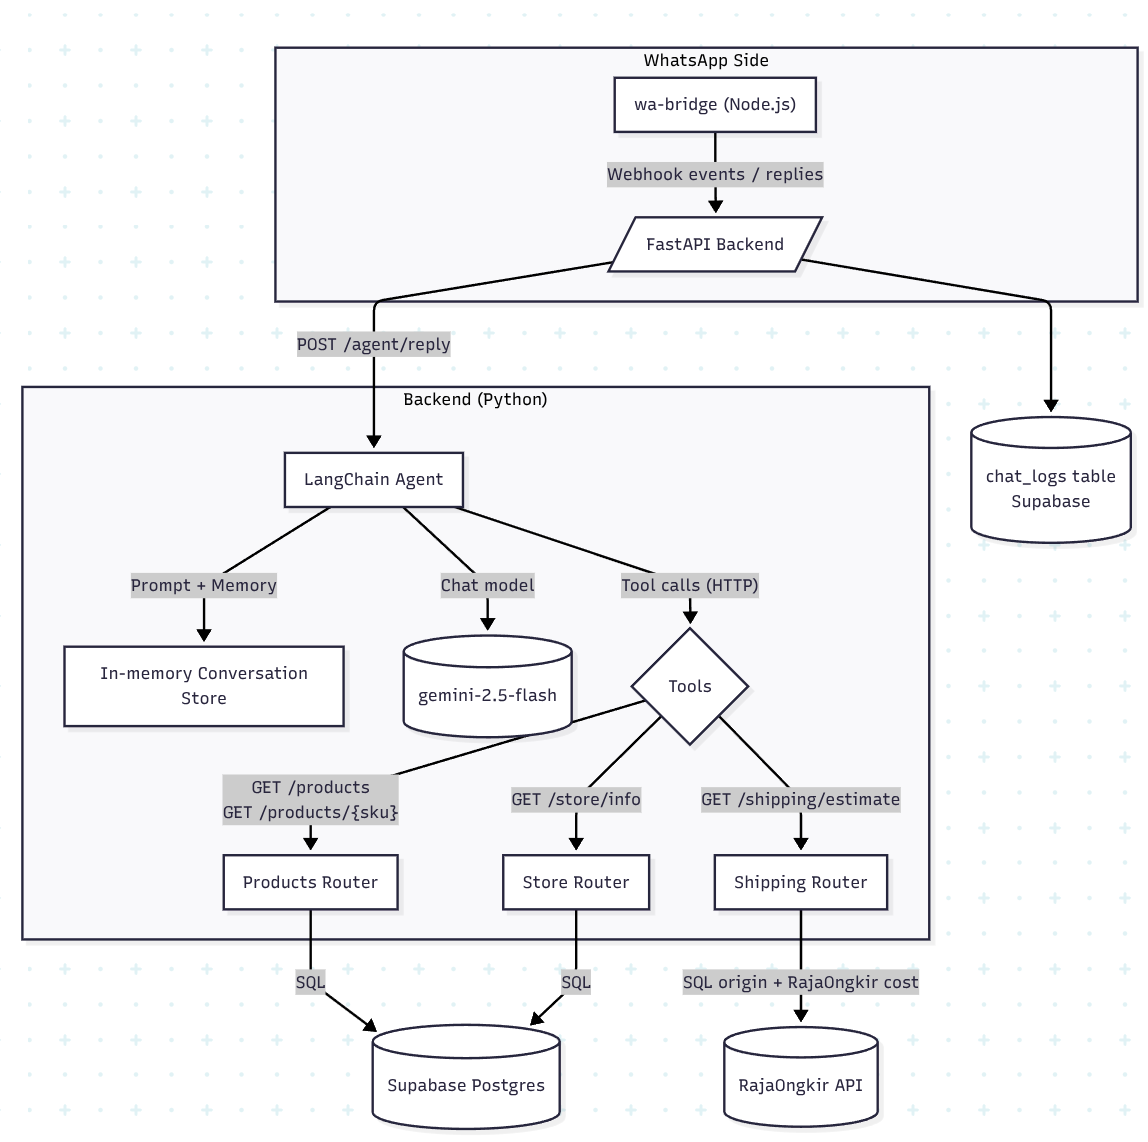 WhatsApp Side
wa-bridge (Node.js)
Webhook events / replies
FastAPI Backend
POST /agent/reply
Backend (Python)
LangChain Agent
chat_logs table
Supabase
Prompt + Memory
Chat model
Tool calls (HTTP)
In-memory Conversation
Store
gemini-2.5-flash
Tools
GET /products
GET /products/{sku}
GET /store/info
GET /shipping/estimate
Products Router
Store Router
Shipping Router
SQL
SQL
SQL origin + RajaOngkir cost
Supabase Postgres
RajaOngkir API